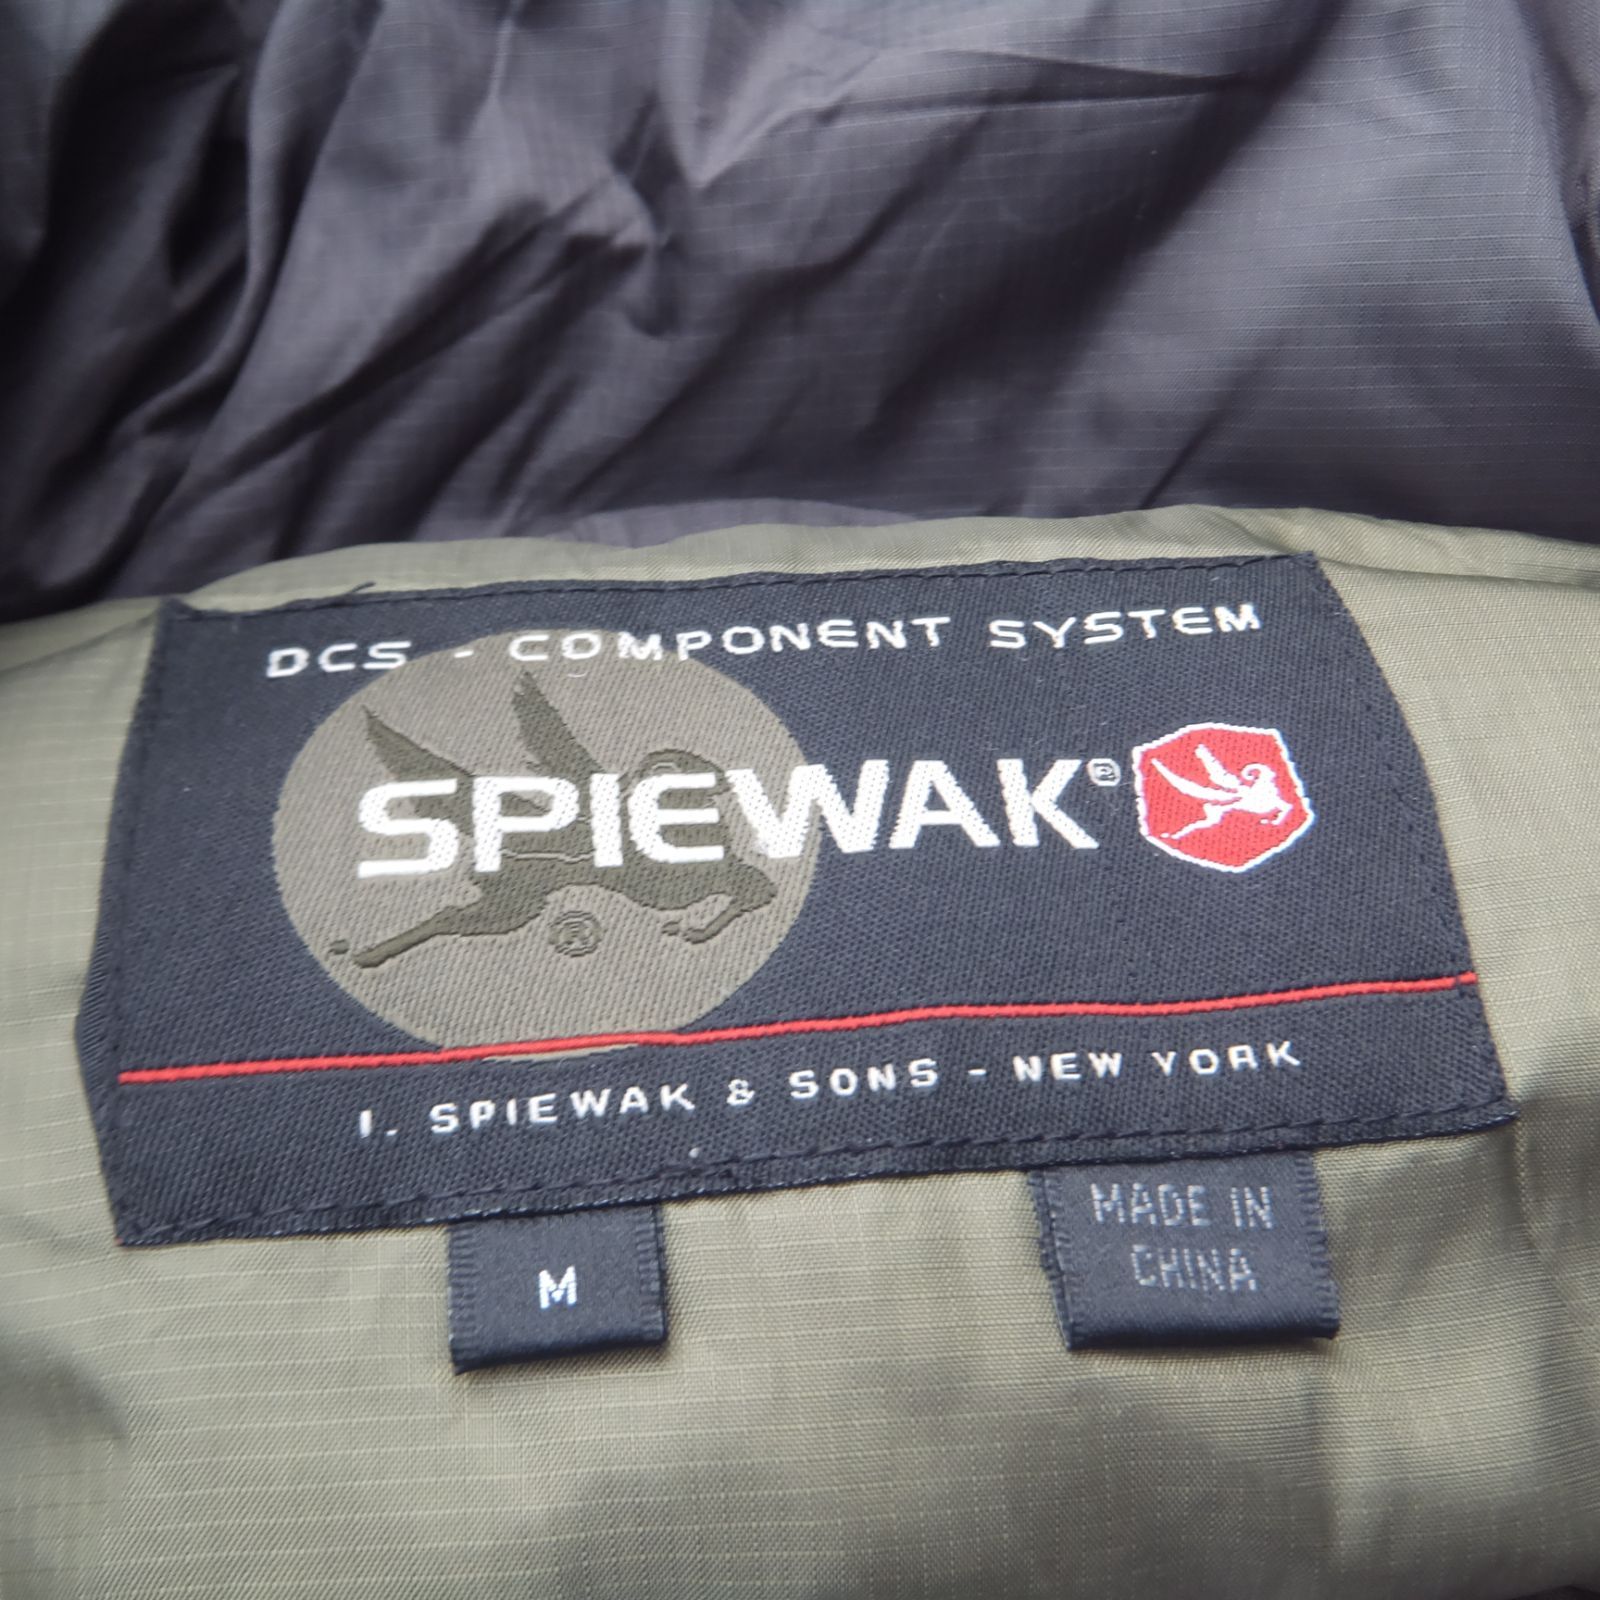 DCS - COMPONENT SYSTEM
SPIEWAK®
®
I. SPIEWAK & SONS - NEW YORK
M
MADE IN
CHINA